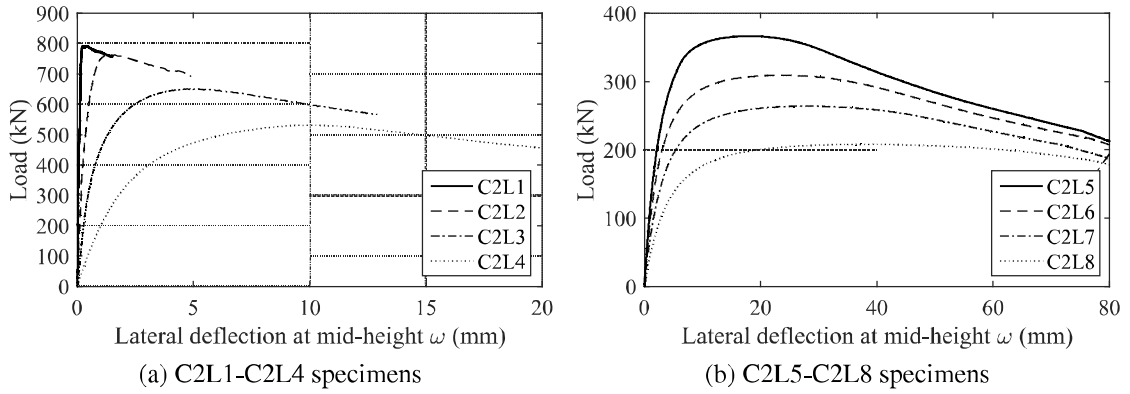 900
800
700
600
500
400
300
200
100
0
Load (kN)
C2L1
C2L2
C2L3
C2L4
0 5 10 15 20
Lateral deflection at mid-height ω (mm)
(a) C2L1-C2L4 specimens
400
300
200
100
0
Load (kN)
C2L5
C2L6
C2L7
C2L8
0 20 40 60 80
Lateral deflection at mid-height ω (mm)
(b) C2L5-C2L8 specimens